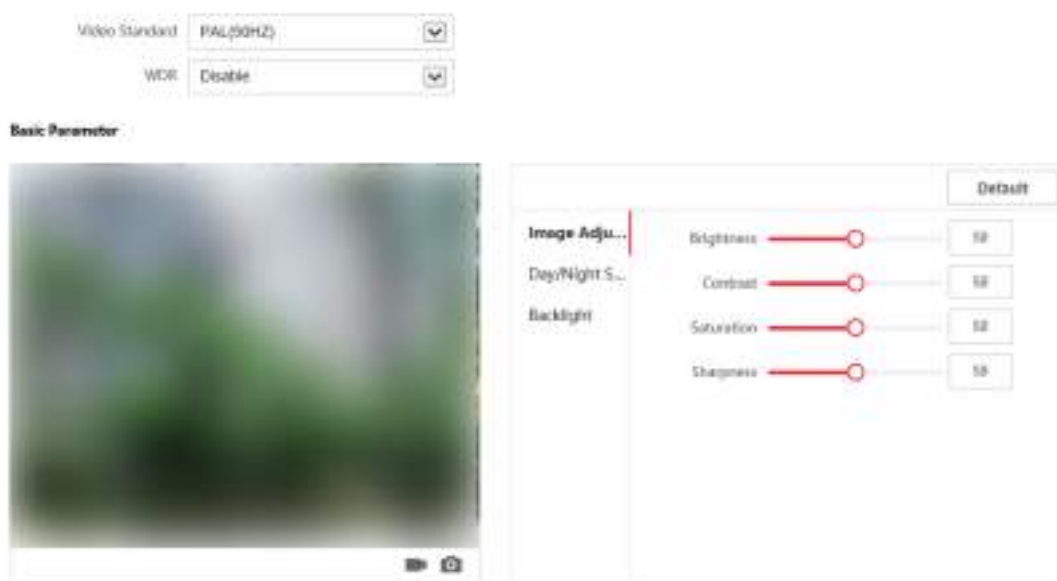 Video Standard PAL(50HZ)
WDR Disable
Basic Parameter
Default
Image Adju...
Day/Night S...
Backlight
Brightness 50
Contrast 50
Saturation 50
Sharpness 50